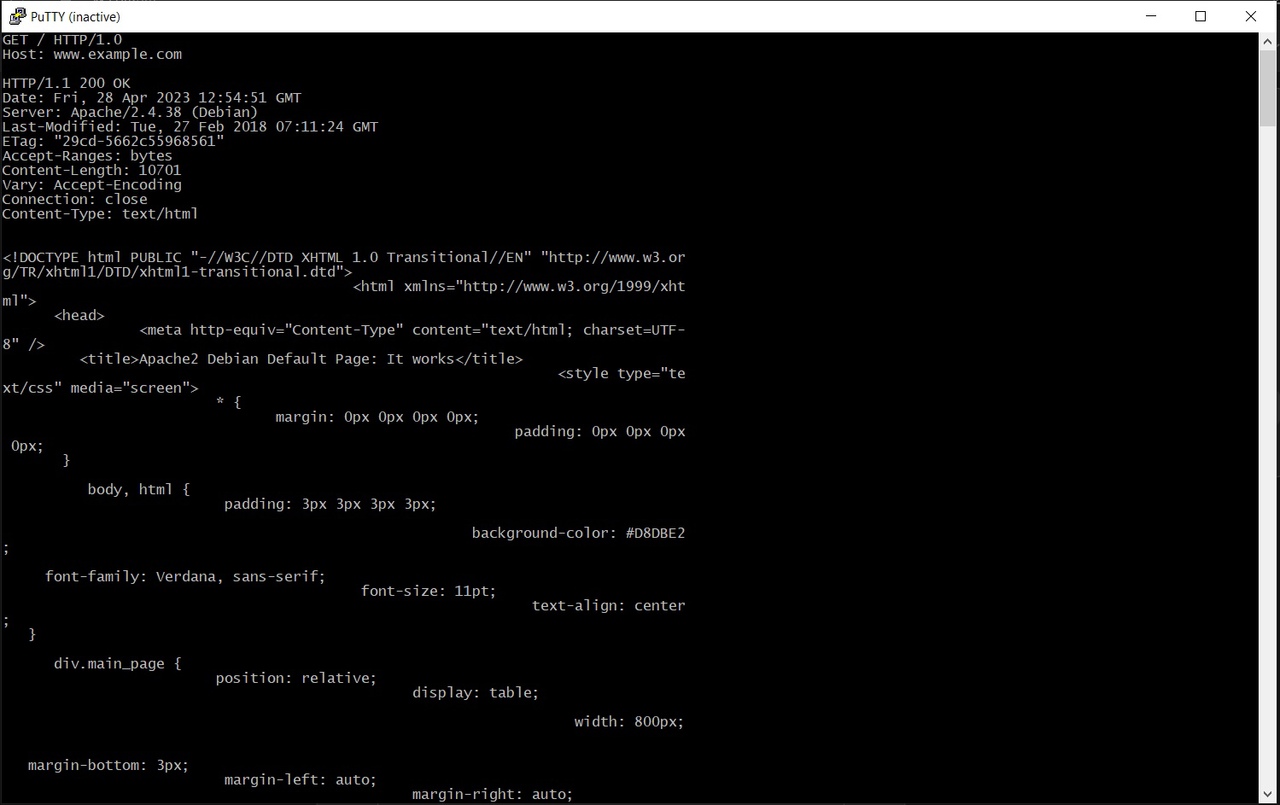 PuTTY (inactive)
GET / HTTP/1.0
Host: www.example.com
HTTP/1.1 200 OK
Date: Fri, 28 Apr 2023 12:54:51 GMT
Server: Apache/2.4.38 (Debian)
Last-Modified: Tue, 27 Feb 2018 07:11:24 GMT
ETag: "29cd-5662c55968561"
Accept-Ranges: bytes
Content-Length: 10701
Vary: Accept-Encoding
Connection: close
Content-Type: text/html
<!DOCTYPE html PUBLIC "-//W3C//DTD XHTML 1.0 Transitional//EN" "http://www.w3.or
g/TR/xhtml1/DTD/xhtml1-transitional.dtd">
<html xmlns="http://www.w3.org/1999/xht
ml">
<head>
<meta http-equiv="Content-Type" content="text/html; charset=UTF-
8" />
<title>Apache2 Debian Default Page: It works</title>
<style type="te
xt/css" media="screen">
* {
margin: 0px 0px 0px 0px;
padding: 0px 0px 0px
0px;
}
body, html {
padding: 3px 3px 3px 3px;
background-color: #D8DBE2
;
font-family: Verdana, sans-serif;
font-size: 11pt;
text-align: center
;
}
div.main_page {
position: relative;
display: table;
width: 800px;
margin-bottom: 3px;
margin-left: auto;
margin-right: auto;